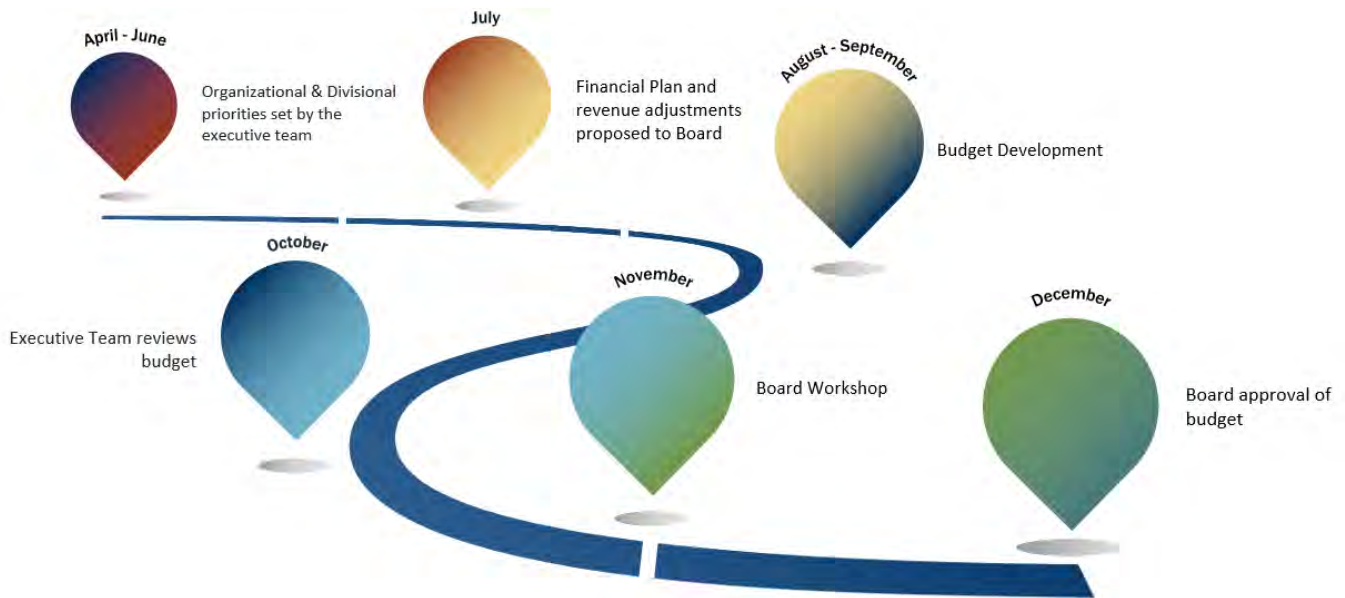 April - June
Organizational & Divisional
priorities set by the
executive team
July
Financial Plan and
revenue adjustments
proposed to Board
August - September
Budget Development
October
Executive Team reviews
budget
November
Board Workshop
December
Board approval of
budget